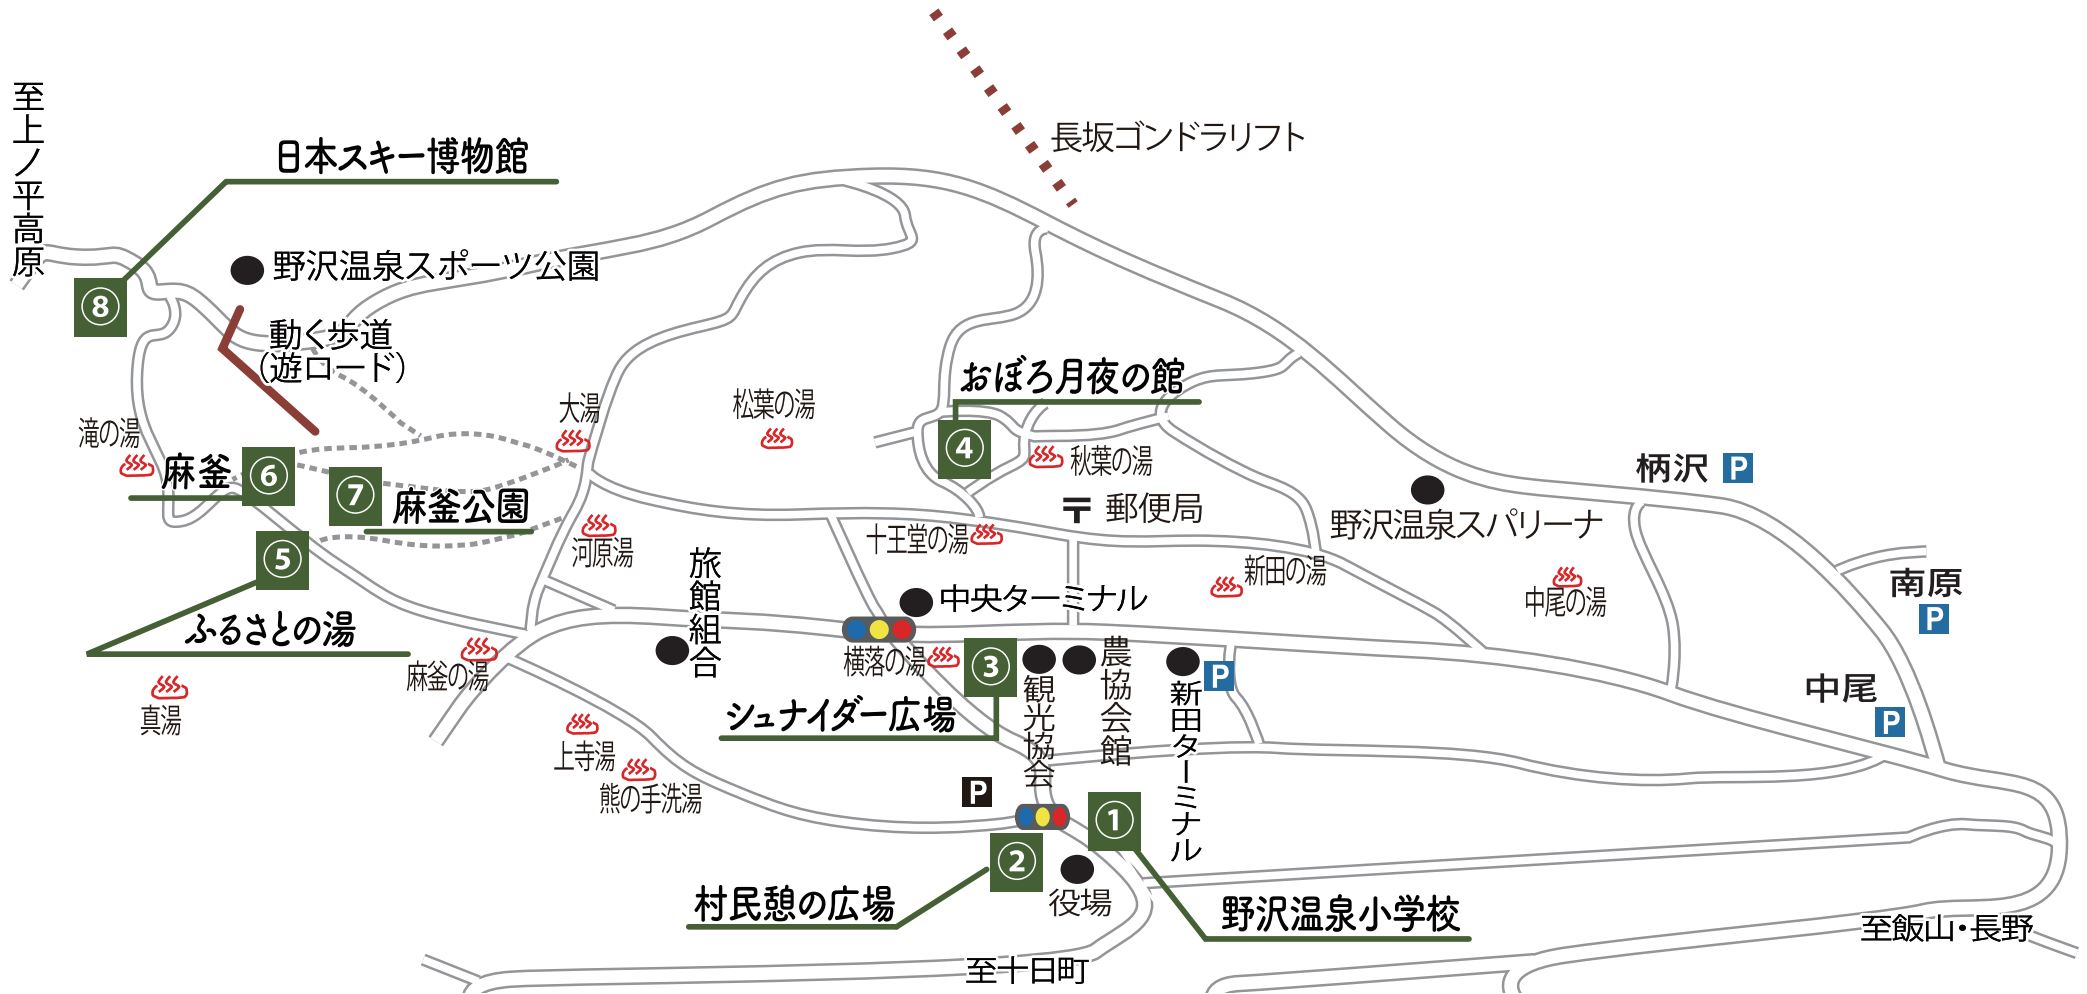 至上ノ平高原
日本スキー博物館
長坂ゴンドラリフト
野沢温泉スポーツ公園
⑧
動く歩道
(遊ロード)
おぼろ月夜の館
大湯
松葉の湯
滝の湯
④
秋葉の湯
麻釜
⑥
⑦
麻釜公園
柄沢
P
〒郵便局
野沢温泉スパリーナ
十王堂の湯
河原湯
⑤
新田の湯
中尾の湯
南原
P
旅館組合
中央ターミナル
ふるさとの湯
麻釜の湯
横落の湯
③
観光協会
農協会館
新田ターミナル
P
中尾
P
真湯
シュナイダー広場
上寺湯
熊の手洗湯
P
①
②
役場
村民憩の広場
野沢温泉小学校
至飯山・長野
至十日町